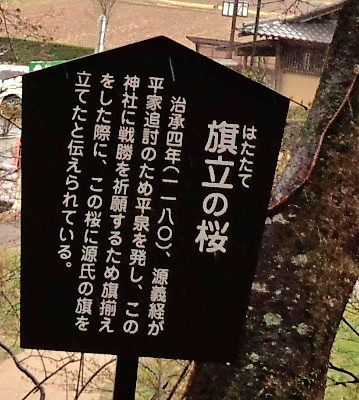 はたたて
旗立の桜
治承四年(一一八〇)、源義経が
平家追討のため平泉を発し、この
神社に戦勝を祈願するため旗揃え
をした際に、この桜に源氏の旗を
立てたと伝えられている。